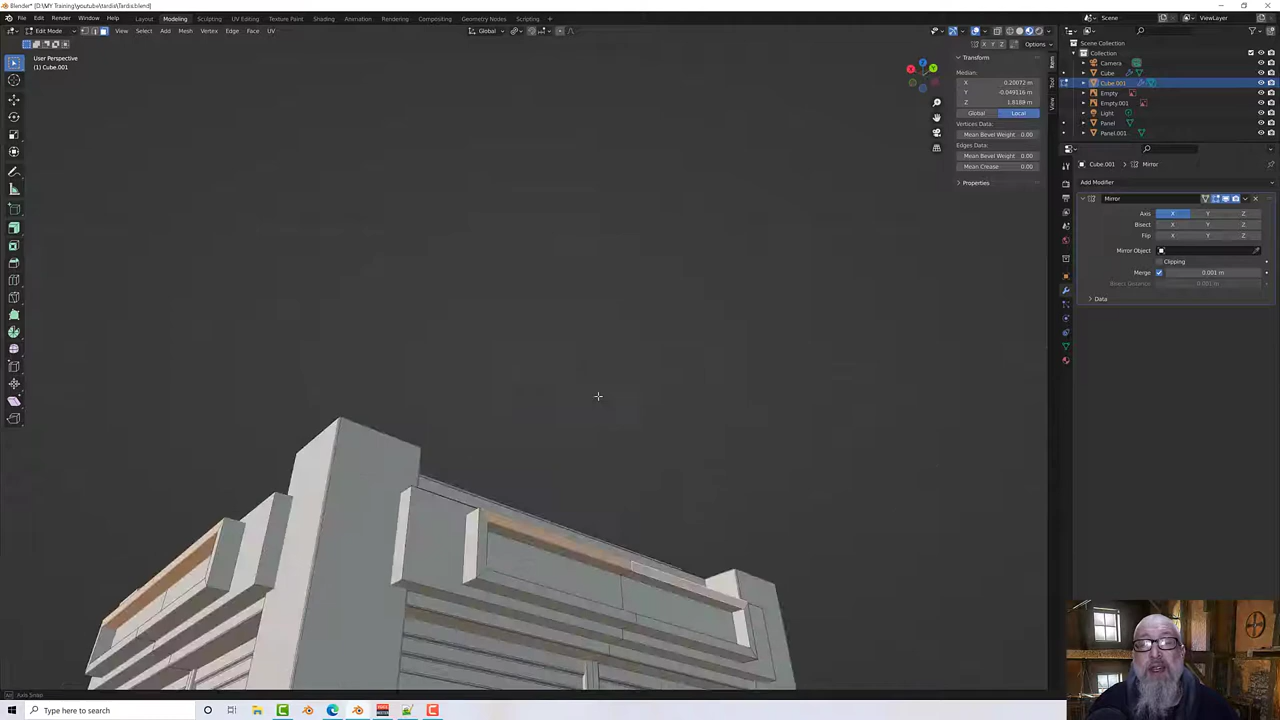 Blender* [D:\MY Training\youtube\tardis\Tardis.blend]
File Edit Render Window Help Layout Modeling Sculpting UV Editing Texture Paint Shading Animation Rendering Compositing Geometry Nodes Scripting Scene ViewLayer
Edit Mode View Select Add Mesh Vertex Edge Face UV Global
X Y Z Options
User Perspective
(1) Cube.001
Transform
Median:
X 0.20072 m
Y -0.049116 m
Z 1.8189 m
Global Local
Vertices Data:
Mean Bevel Weight 0.00
Edges Data:
Mean Bevel Weight 0.00
Mean Crease 0.00
Properties
Item
Tool
View
Scene Collection
Collection
Camera
Cube
Cube.001
Empty
Empty.001
Light
Panel
Panel.001
Cube.001 > Mirror
Add Modifier
Mirror
Axis X Y Z
Bisect X Y Z
Flip X Y Z
Mirror Object
Clipping
Merge 0.001 m
Bisect Distance 0.001 m
Data
Axis Snap
Type here to search